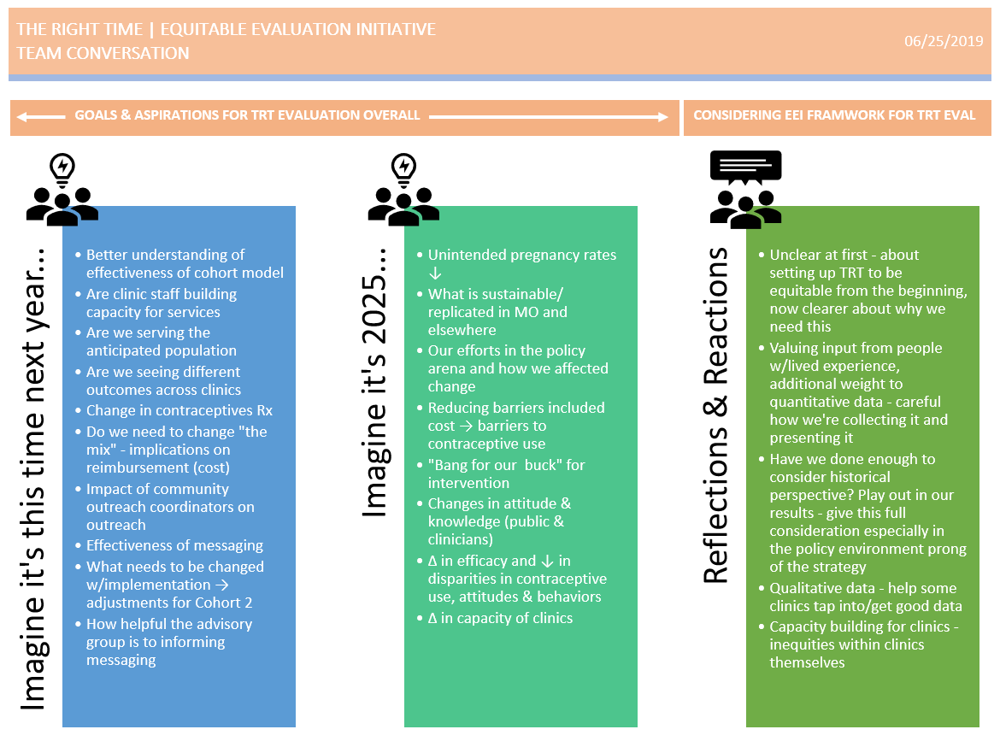 THE RIGHT TIME | EQUITABLE EVALUATION INITIATIVE
TEAM CONVERSATION
06/25/2019
GOALS & ASPIRATIONS FOR TRT EVALUATION OVERALL
CONSIDERING EEI FRAMWORK FOR TRT EVAL
Imagine it's this time next year...
• Better understanding of
effectiveness of cohort model
• Are clinic staff building
capacity for services
• Are we serving the
anticipated population
• Are we seeing different
outcomes across clinics
• Change in contraceptives Rx
• Do we need to change "the
mix" - implications on
reimbursement (cost)
• Impact of community
outreach coordinators on
outreach
• Effectiveness of messaging
• What needs to be changed
w/implementation →
adjustments for Cohort 2
• How helpful the advisory
group is to informing
messaging
Imagine it's 2025...
• Unintended pregnancy rates
↓
• What is sustainable/
replicated in MO and
elsewhere
• Our efforts in the policy
arena and how we affected
change
• Reducing barriers included
cost → barriers to
contraceptive use
• "Bang for our  buck" for
intervention
• Changes in attitude &
knowledge (public &
clinicians)
• Δ in efficacy and ↓ in
disparities in contraceptive
use, attitudes & behaviors
• Δ in capacity of clinics
Reflections & Reactions
• Unclear at first - about
setting up TRT to be
equitable from the beginning,
now clearer about why we
need this
• Valuing input from people
w/lived experience,
additional weight to
quantitative data - careful
how we're collecting it and
presenting it
• Have we done enough to
consider historical
perspective? Play out in our
results - give this full
consideration especially in
the policy environment prong
of the strategy
• Qualitative data - help some
clinics tap into/get good data
• Capacity building for clinics -
inequities within clinics
themselves